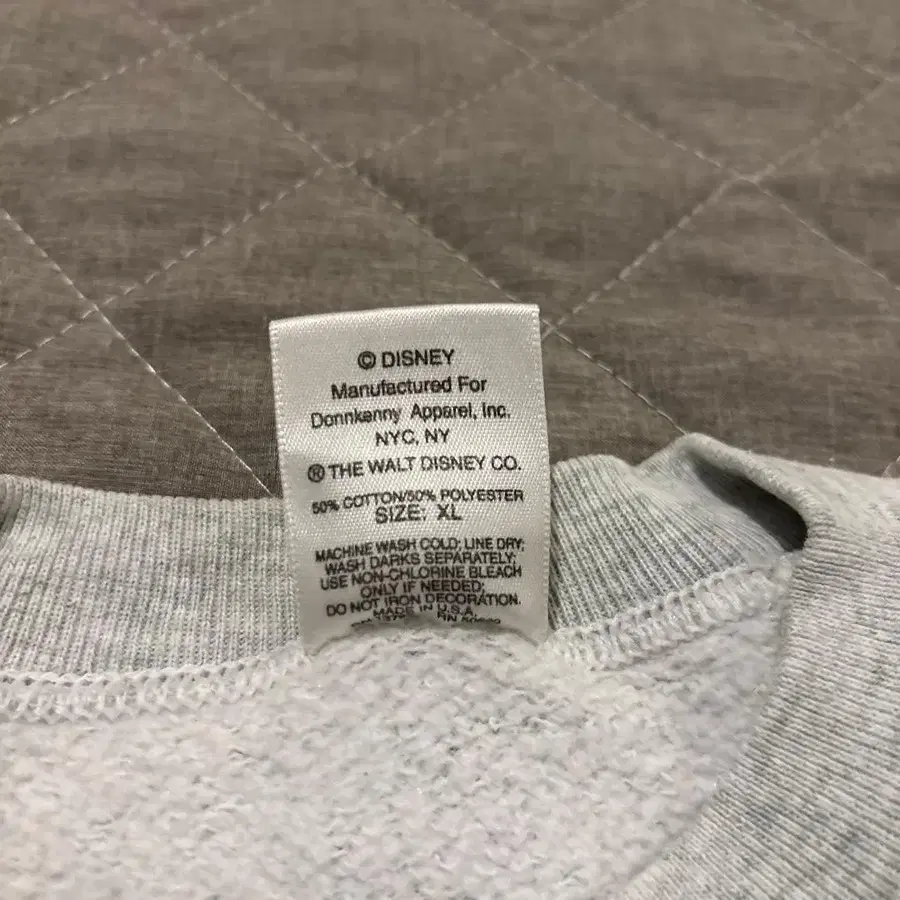 © DISNEY
Manufactured For
Donnkenny Apparel, Inc.
NYC, NY
® THE WALT DISNEY CO.
50% COTTON/50% POLYESTER
SIZE: XL
MACHINE WASH COLD; LINE DRY;
WASH DARKS SEPARATELY;
USE NON-CHLORINE BLEACH
ONLY IF NEEDED;
DO NOT IRON DECORATION.
MADE IN U.S.A.